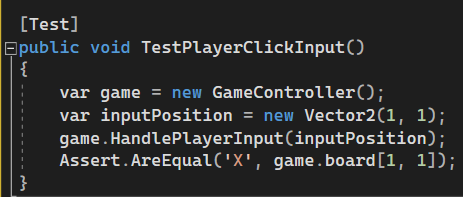 [Test]
public void TestPlayerClickInput()
{
    var game = new GameController();
    var inputPosition = new Vector2(1, 1);
    game.HandlePlayerInput(inputPosition);
    Assert.AreEqual('X', game.board[1, 1]);
}